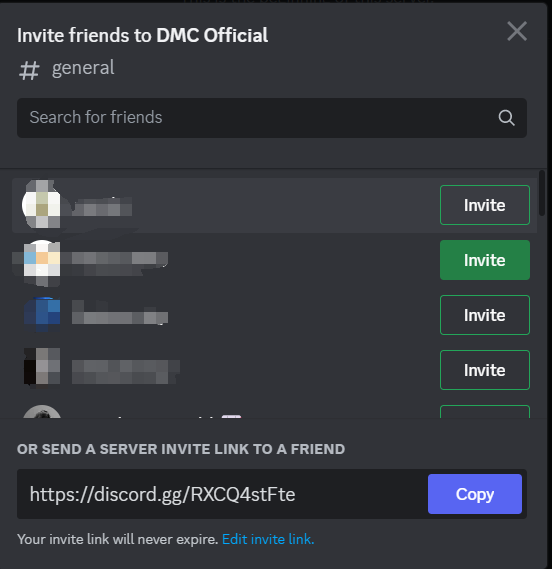 Invite friends to DMC Official
# general
Search for friends
Invite
Invite
Invite
Invite
OR SEND A SERVER INVITE LINK TO A FRIEND
https://discord.gg/RXCQ4stFte
Copy
Your invite link will never expire. Edit invite link.